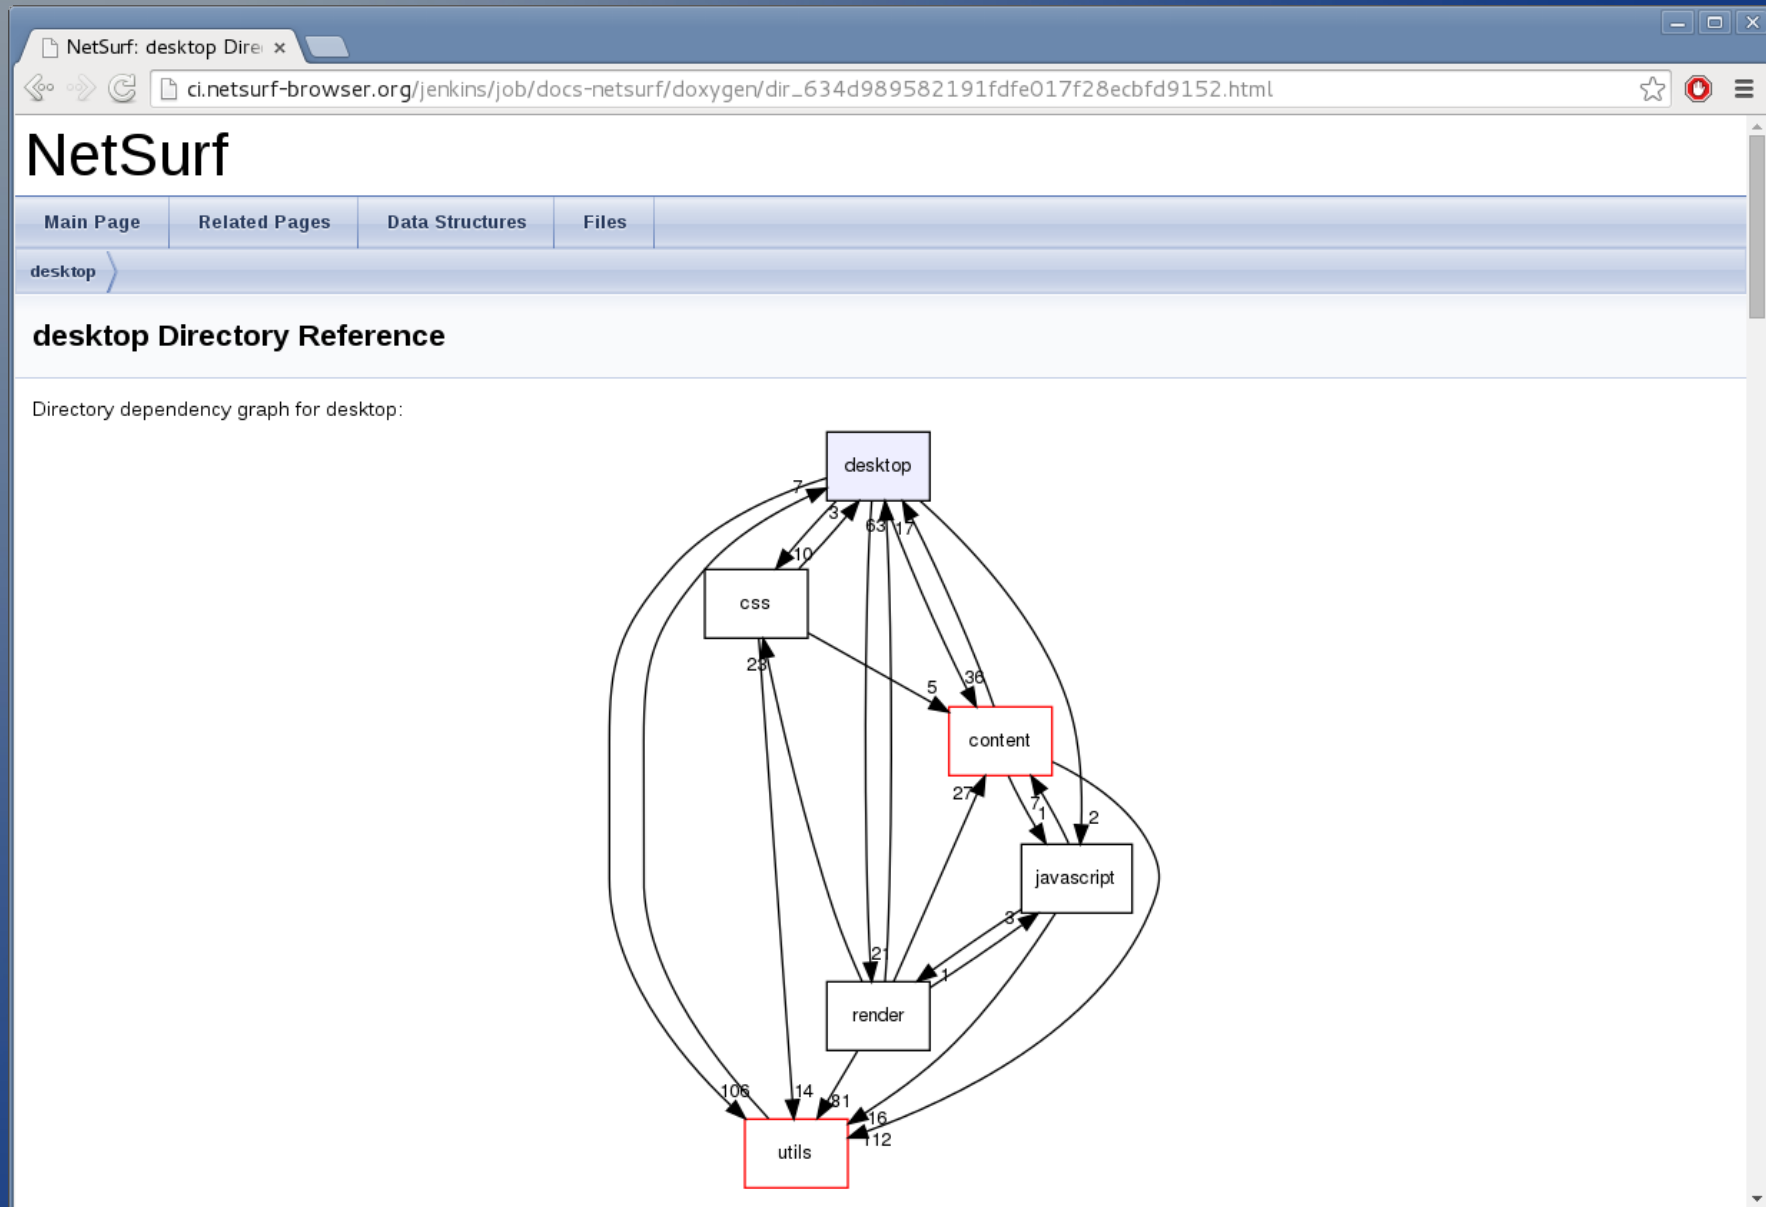 NetSurf: desktop Dire
ci.netsurf-browser.org/jenkins/job/docs-netsurf/doxygen/dir_634d989582191fdfe017f28ecbfd9152.html
NetSurf
Main Page Related Pages Data Structures Files
desktop
desktop Directory Reference
Directory dependency graph for desktop:
desktop
7
3 63 17
10
css
23
5 36
content
27 7
1 2
javascript
3
21
1
render
106 14 81
16
112
utils